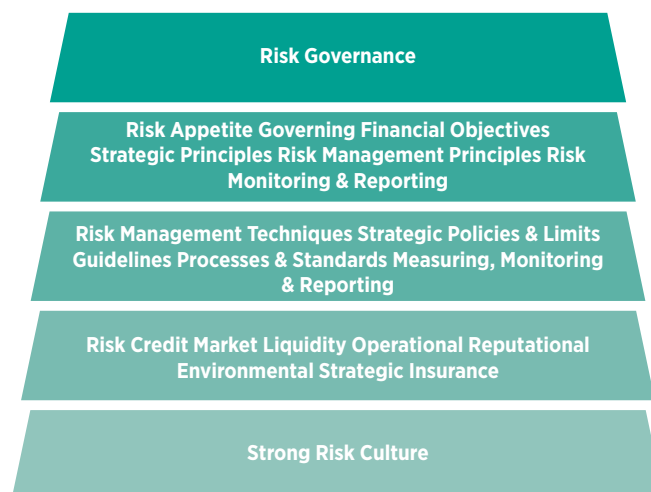 Risk Governance
Risk Appetite Governing Financial Objectives
Strategic Principles Risk Management Principles Risk
Monitoring & Reporting
Risk Management Techniques Strategic Policies & Limits
Guidelines Processes & Standards Measuring, Monitoring
& Reporting
Risk Credit Market Liquidity Operational Reputational
Environmental Strategic Insurance
Strong Risk Culture